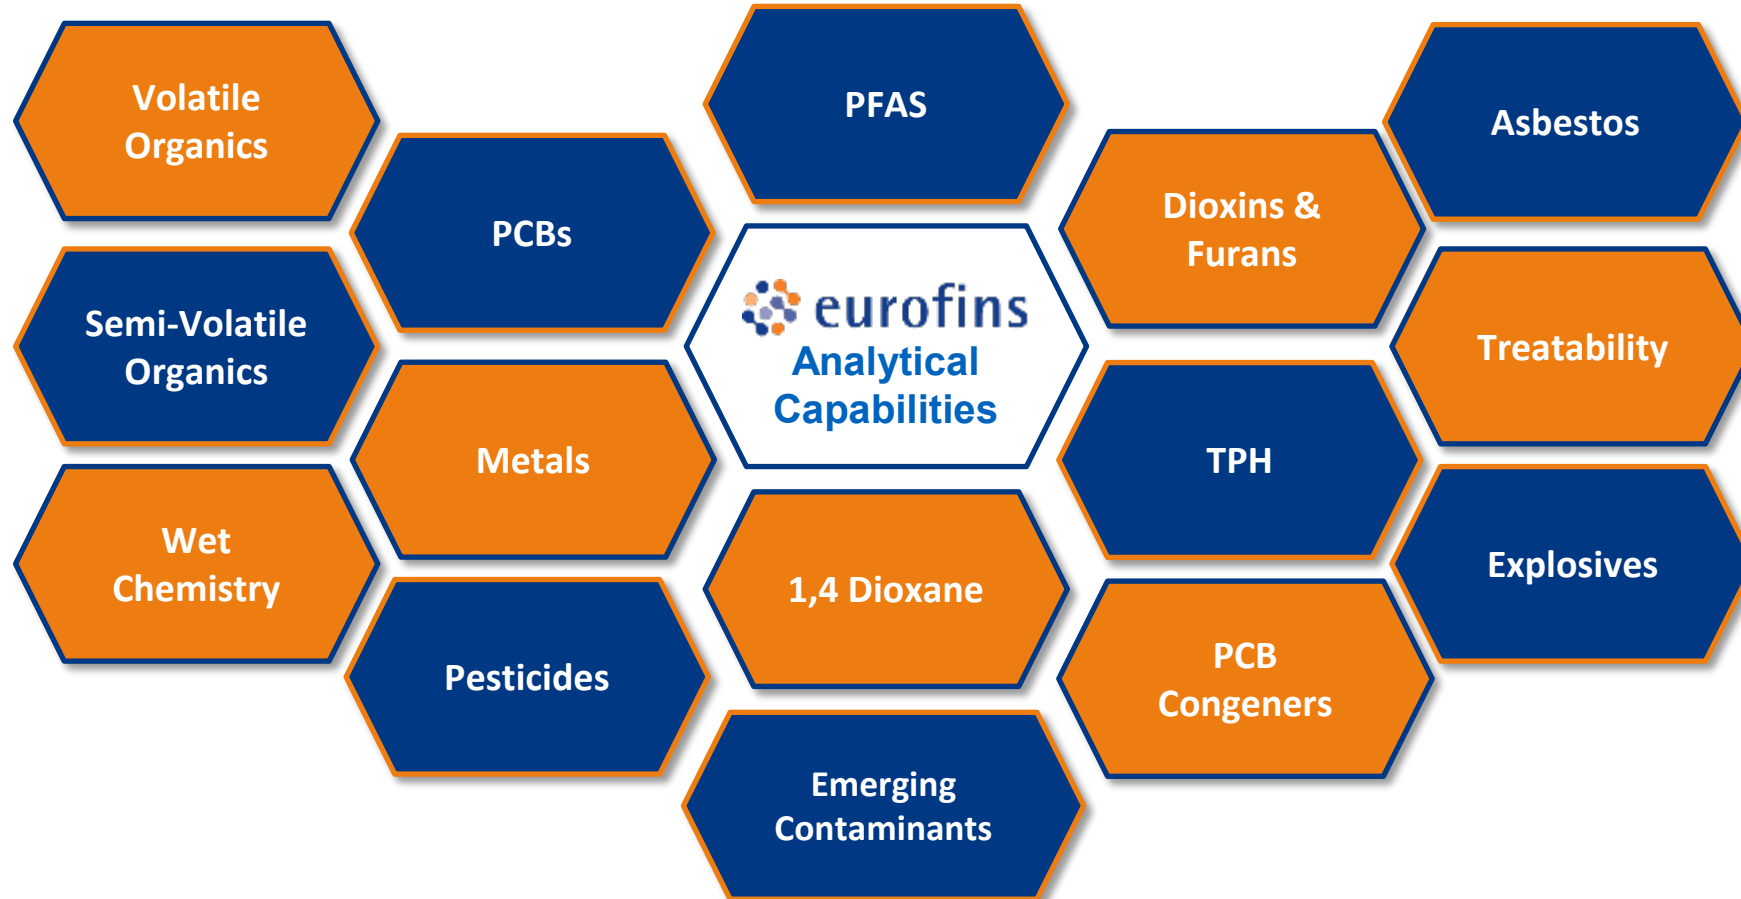 Volatile
Organics
Semi-Volatile
Organics
Wet
Chemistry
PCBs
Metals
Pesticides
PFAS
eurofins
Analytical
Capabilities
1,4 Dioxane
Emerging
Contaminants
Dioxins &
Furans
TPH
PCB
Congeners
Asbestos
Treatability
Explosives